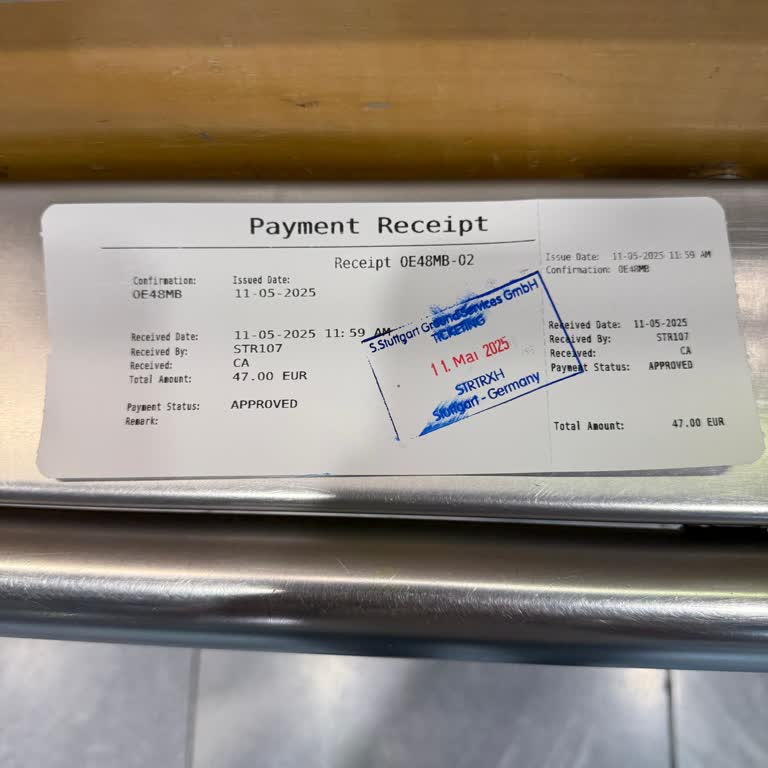 Payment Receipt
Receipt OE48MB-02
Confirmation:
OE48MB
Issued Date:
11-05-2025
Received Date: 11-05-2025 11:59 AM
Received By: STR107
Received: CA
Total Amount: 47.00 EUR
Payment Status: APPROVED
Remark:
S.Stuttgart Ground Services GmbH
TICKETING
11. Mai 2025
STRTRXH
Stuttgart - Germany
Issue Date: 11-05-2025 11:59 AM
Confirmation: OE48MB
Received Date: 11-05-2025
Received By: STR107
Received: CA
Payment Status: APPROVED
Total Amount: 47.00 EUR